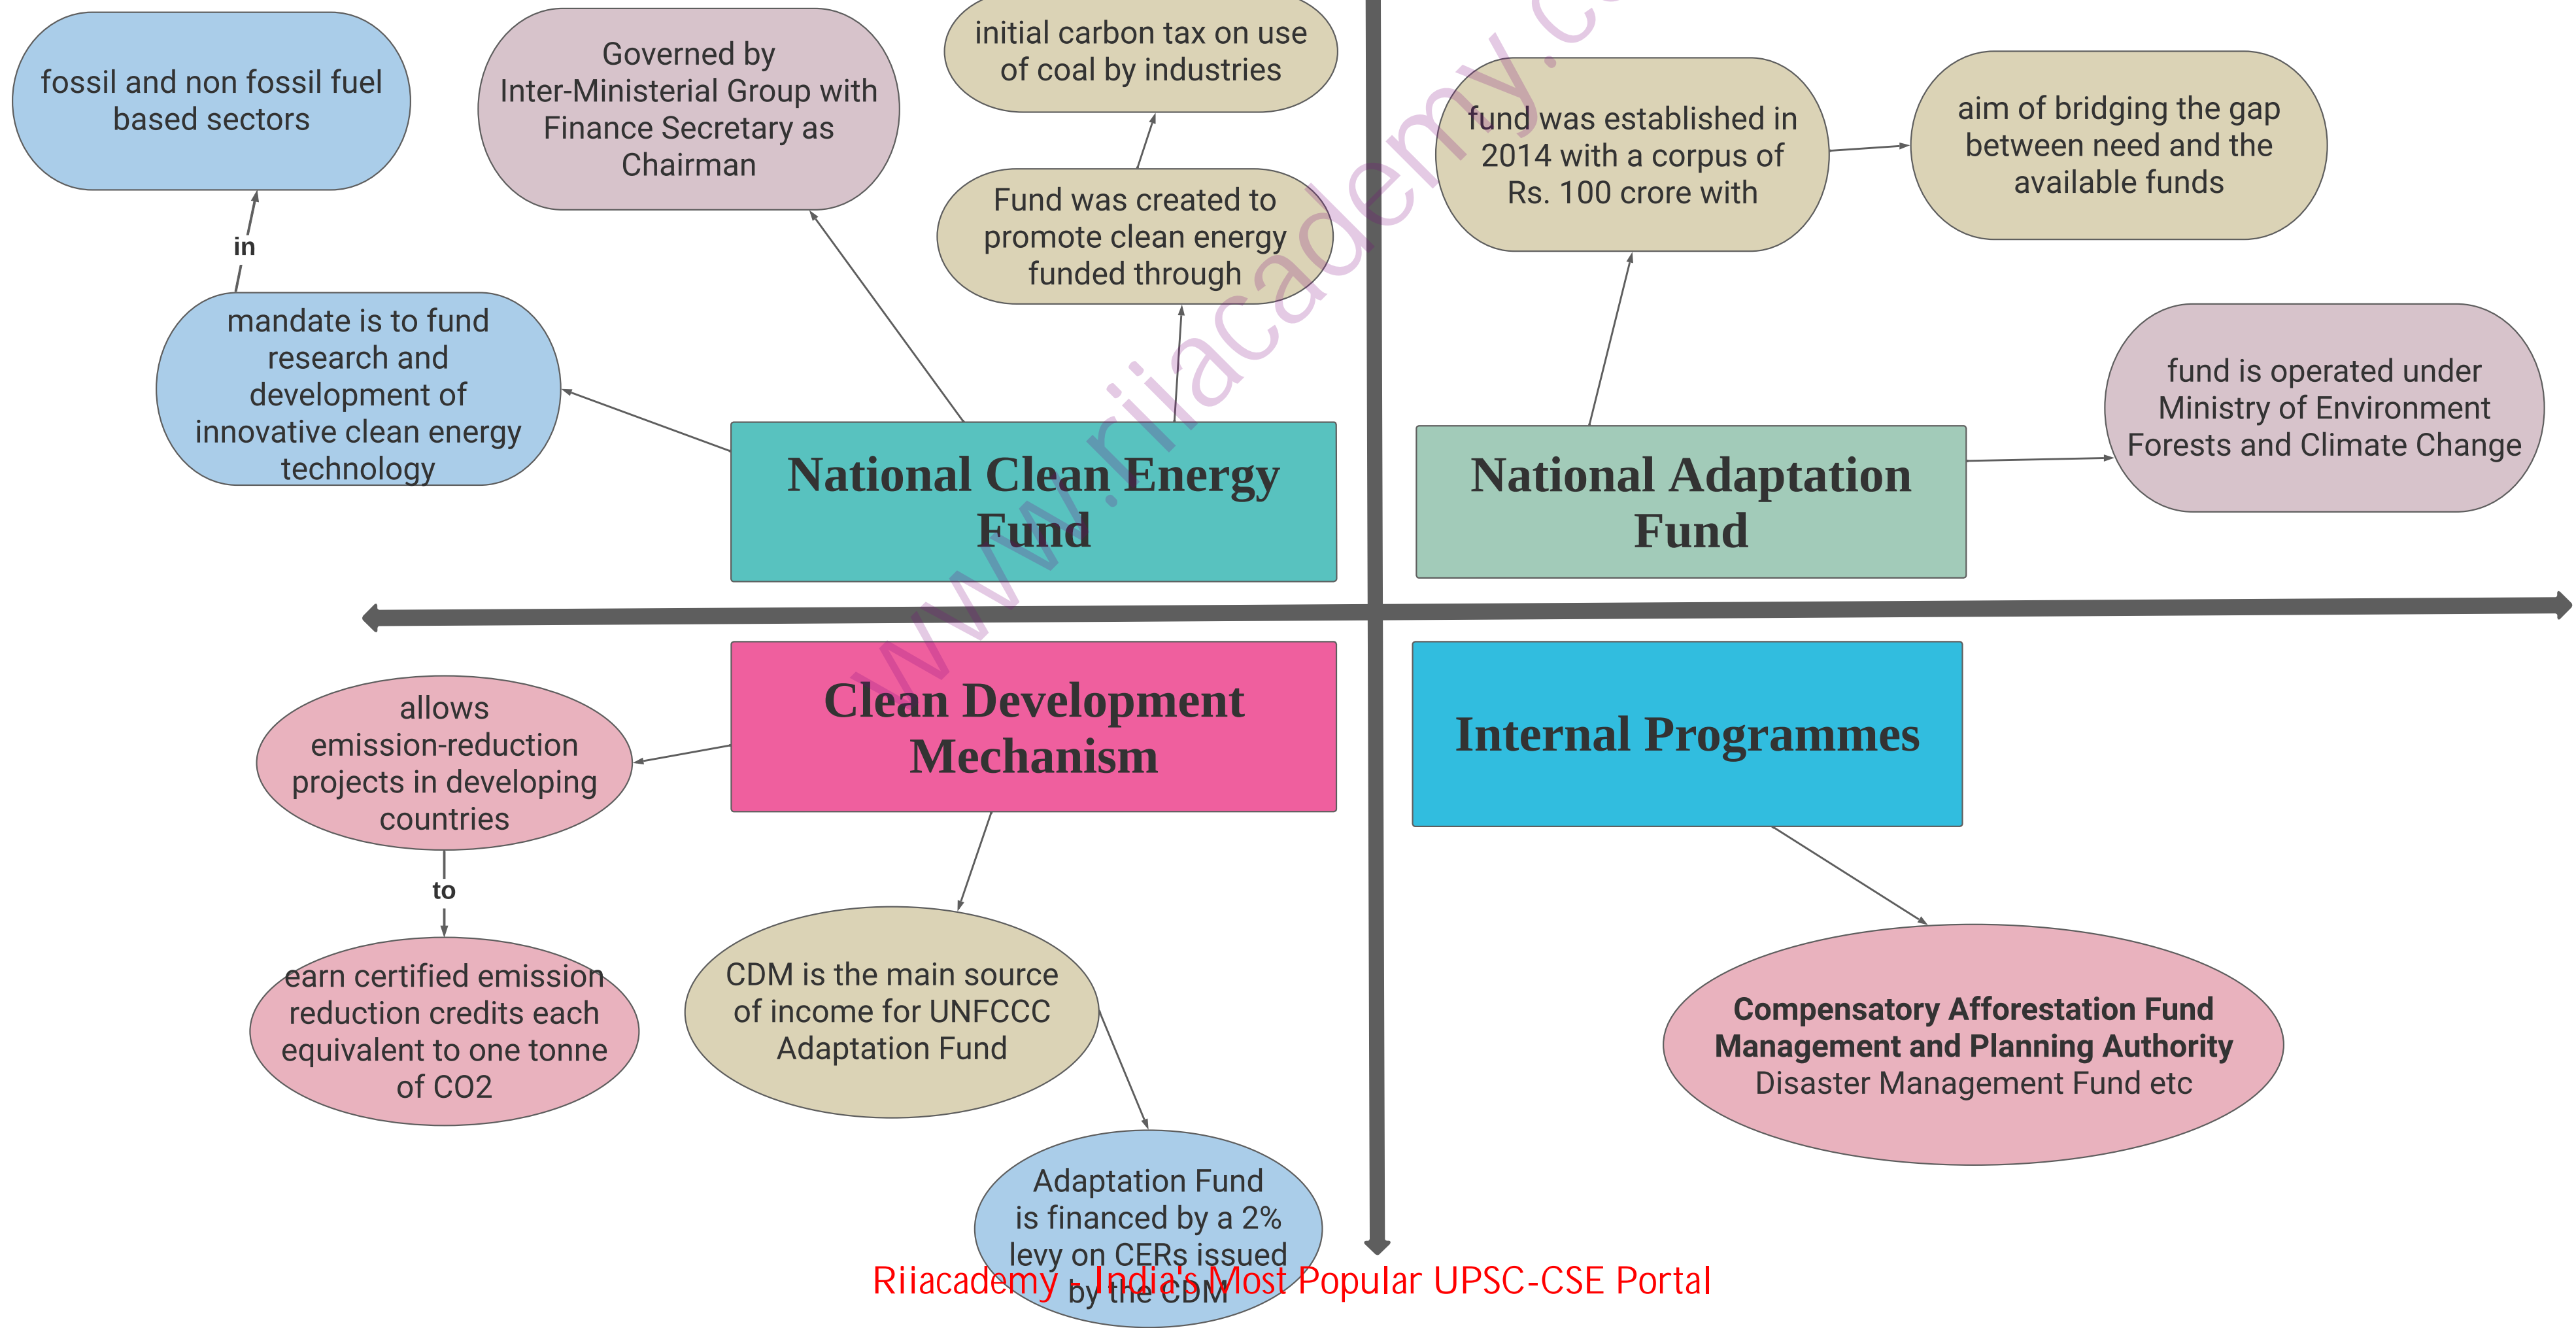 fossil and non fossil fuel
based sectors
in
mandate is to fund
research and
development of
innovative clean energy
technology
Governed by
Inter-Ministerial Group with
Finance Secretary as
Chairman
initial carbon tax on use
of coal by industries
Fund was created to
promote clean energy
funded through
National Clean Energy
Fund
fund was established in
2014 with a corpus of
Rs. 100 crore with
aim of bridging the gap
between need and the
available funds
fund is operated under
Ministry of Environment
Forests and Climate Change
National Adaptation
Fund
Clean Development
Mechanism
allows
emission-reduction
projects in developing
countries
to
earn certified emission
reduction credits each
equivalent to one tonne
of CO2
CDM is the main source
of income for UNFCCC
Adaptation Fund
Adaptation Fund
is financed by a 2%
levy on CERs issued
by the CDM
Internal Programmes
Compensatory Afforestation Fund
Management and Planning Authority
Disaster Management Fund etc
www.riiacademy.c
Riiacademy - India's Most Popular UPSC-CSE Portal